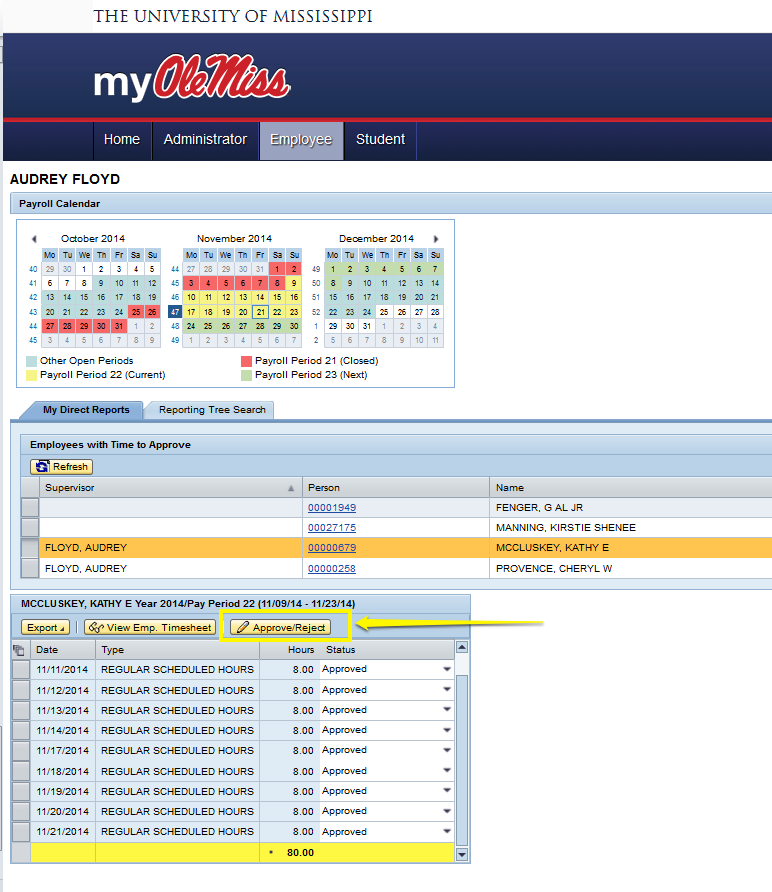 THE UNIVERSITY OF MISSISSIPPI
my Ole Miss
Home Administrator Employee Student
AUDREY FLOYD
Payroll Calendar
October 2014 November 2014 December 2014
Mo Tu We Th Fr Sa Su Mo Tu We Th Fr Sa Su Mo Tu We Th Fr Sa Su
40 29 30 1 2 3 4 5 44 27 28 29 30 31 1 2 49 1 2 3 4 5 6 7
41 6 7 8 9 10 11 12 45 3 4 5 6 7 8 9 50 8 9 10 11 12 13 14
42 13 14 15 16 17 18 19 46 10 11 12 13 14 15 16 51 15 16 17 18 19 20 21
43 20 21 22 23 24 25 26 47 17 18 19 20 21 22 23 52 22 23 24 25 26 27 28
44 27 28 29 30 31 1 2 48 24 25 26 27 28 29 30 1 29 30 31 1 2 3 4
45 3 4 5 6 7 8 9 49 1 2 3 4 5 6 7 2 5 6 7 8 9 10 11
Other Open Periods Payroll Period 21 (Closed)
Payroll Period 22 (Current) Payroll Period 23 (Next)
My Direct Reports Reporting Tree Search
Employees with Time to Approve
Refresh
Supervisor Person Name
00001949 FENGER, G AL JR
00027175 MANNING, KIRSTIE SHENEE
FLOYD, AUDREY 00000679 MCCLUSKEY, KATHY E
FLOYD, AUDREY 00000258 PROVENCE, CHERYL W
MCCLUSKEY, KATHY E Year 2014/Pay Period 22 (11/09/14 - 11/23/14)
Export View Emp. Timesheet Approve/Reject
Date Type Hours Status
11/11/2014 REGULAR SCHEDULED HOURS 8.00 Approved
11/12/2014 REGULAR SCHEDULED HOURS 8.00 Approved
11/13/2014 REGULAR SCHEDULED HOURS 8.00 Approved
11/14/2014 REGULAR SCHEDULED HOURS 8.00 Approved
11/17/2014 REGULAR SCHEDULED HOURS 8.00 Approved
11/18/2014 REGULAR SCHEDULED HOURS 8.00 Approved
11/19/2014 REGULAR SCHEDULED HOURS 8.00 Approved
11/20/2014 REGULAR SCHEDULED HOURS 8.00 Approved
11/21/2014 REGULAR SCHEDULED HOURS 8.00 Approved
• 80.00